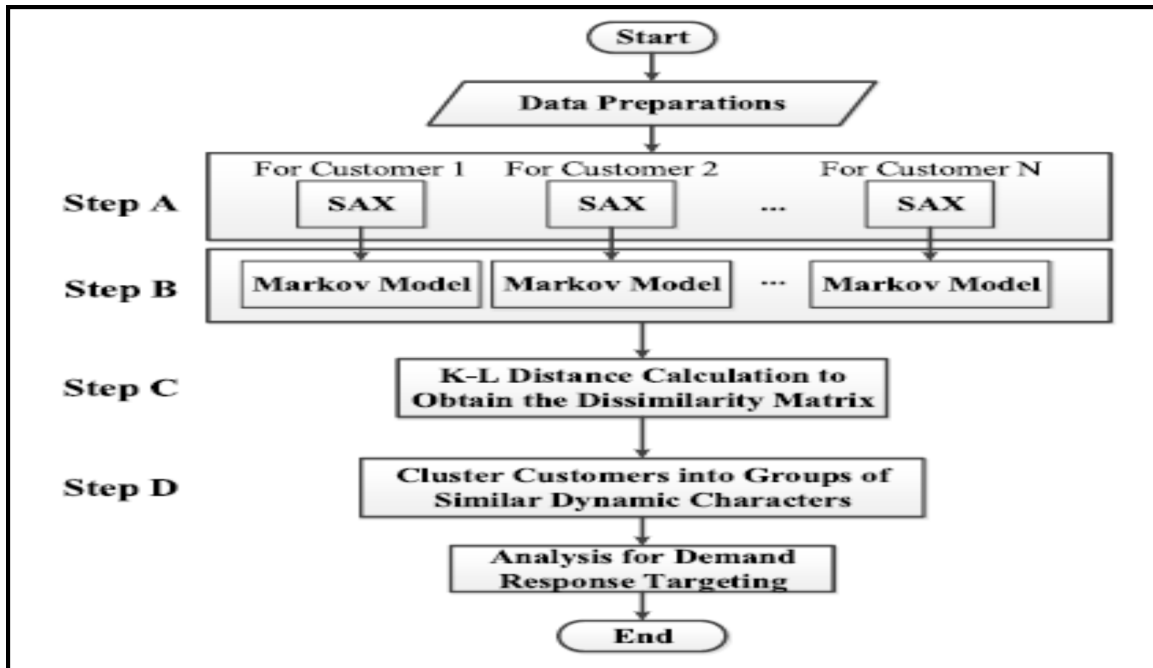 Start
Data Preparations
For Customer 1 For Customer 2 For Customer N
Step A SAX SAX ... SAX
Step B Markov Model Markov Model ... Markov Model
Step C K-L Distance Calculation to
Obtain the Dissimilarity Matrix
Step D Cluster Customers into Groups of
Similar Dynamic Characters
Analysis for Demand
Response Targeting
End